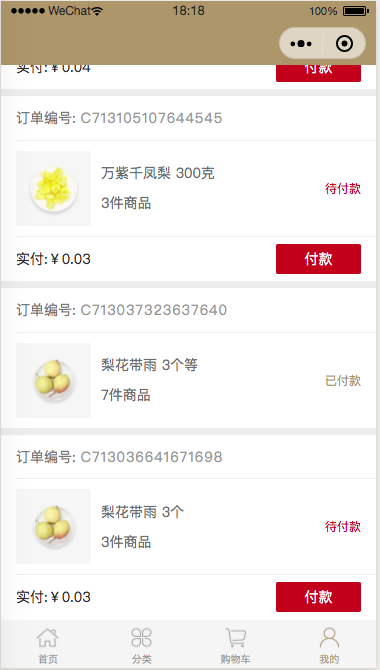 WeChat 18:18 100%
实付:¥0.04 付款
订单编号: C713105107644545
万紫千凤梨 300克
3件商品
待付款
实付:¥0.03 付款
订单编号: C713037323637640
梨花带雨 3个等
7件商品
已付款
订单编号: C713036641671698
梨花带雨 3个
3件商品
待付款
实付:¥0.03 付款
首页 分类 购物车 我的